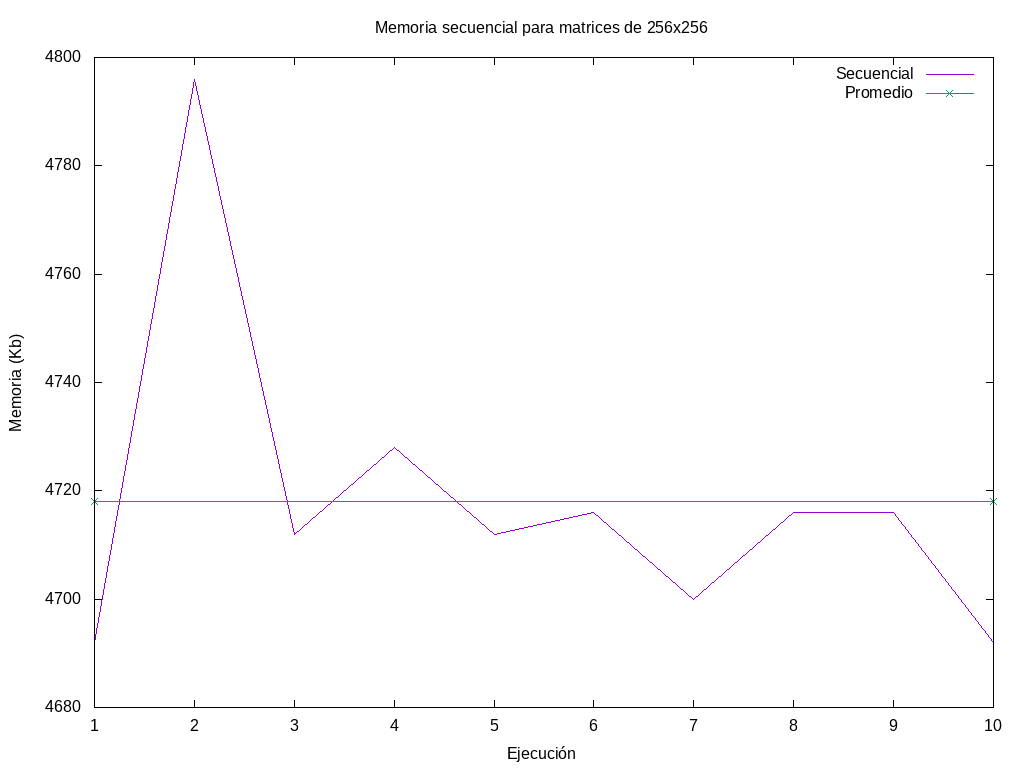 Memoria secuencial para matrices de 256x256
4800
4780
4760
4740
4720
4700
4680
Memoria (Kb)
Secuencial
Promedio
1 2 3 4 5 6 7 8 9 10
Ejecución